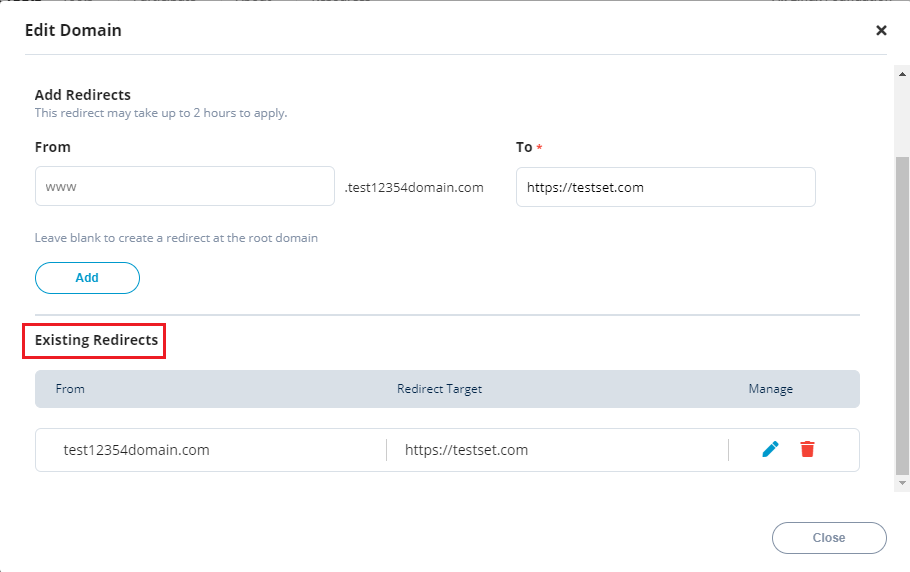 Edit Domain
Add Redirects
This redirect may take up to 2 hours to apply.
From
To *
www
.test12354domain.com
https://testset.com
Leave blank to create a redirect at the root domain
Add
Existing Redirects
From
Redirect Target
Manage
test12354domain.com
https://testset.com
Close